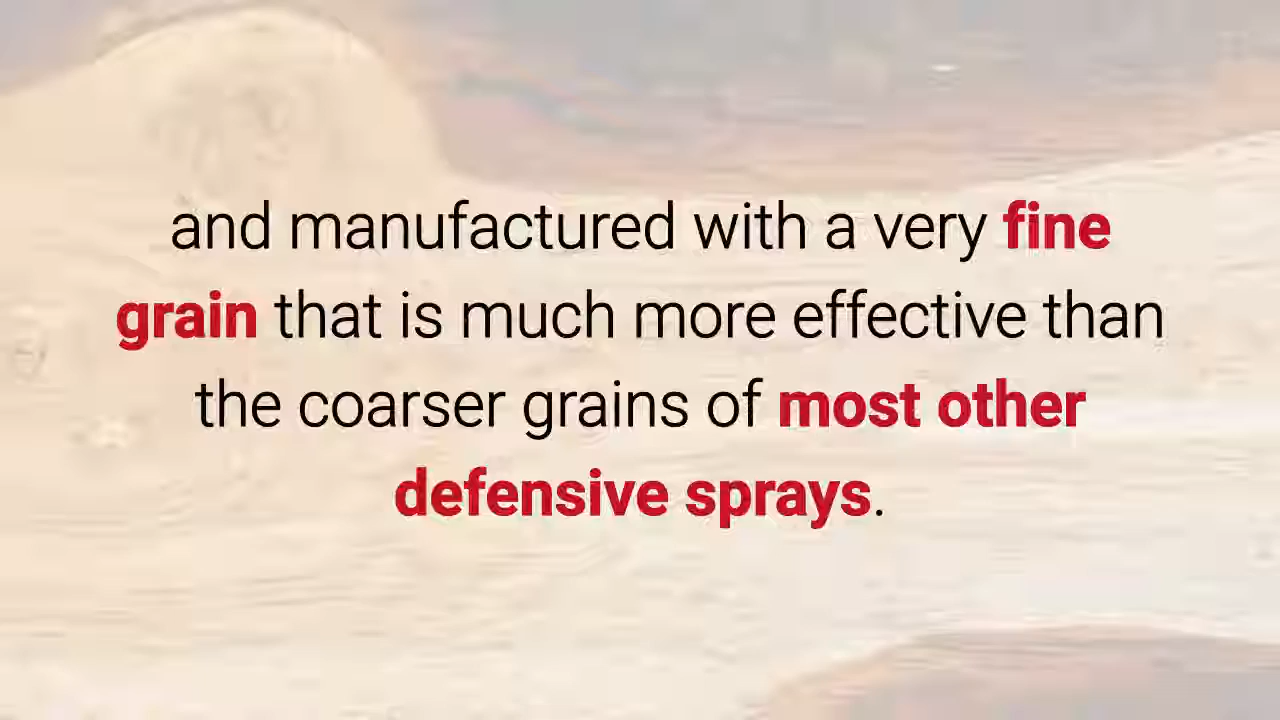 and manufactured with a very fine
grain that is much more effective than
the coarser grains of most other
defensive sprays.